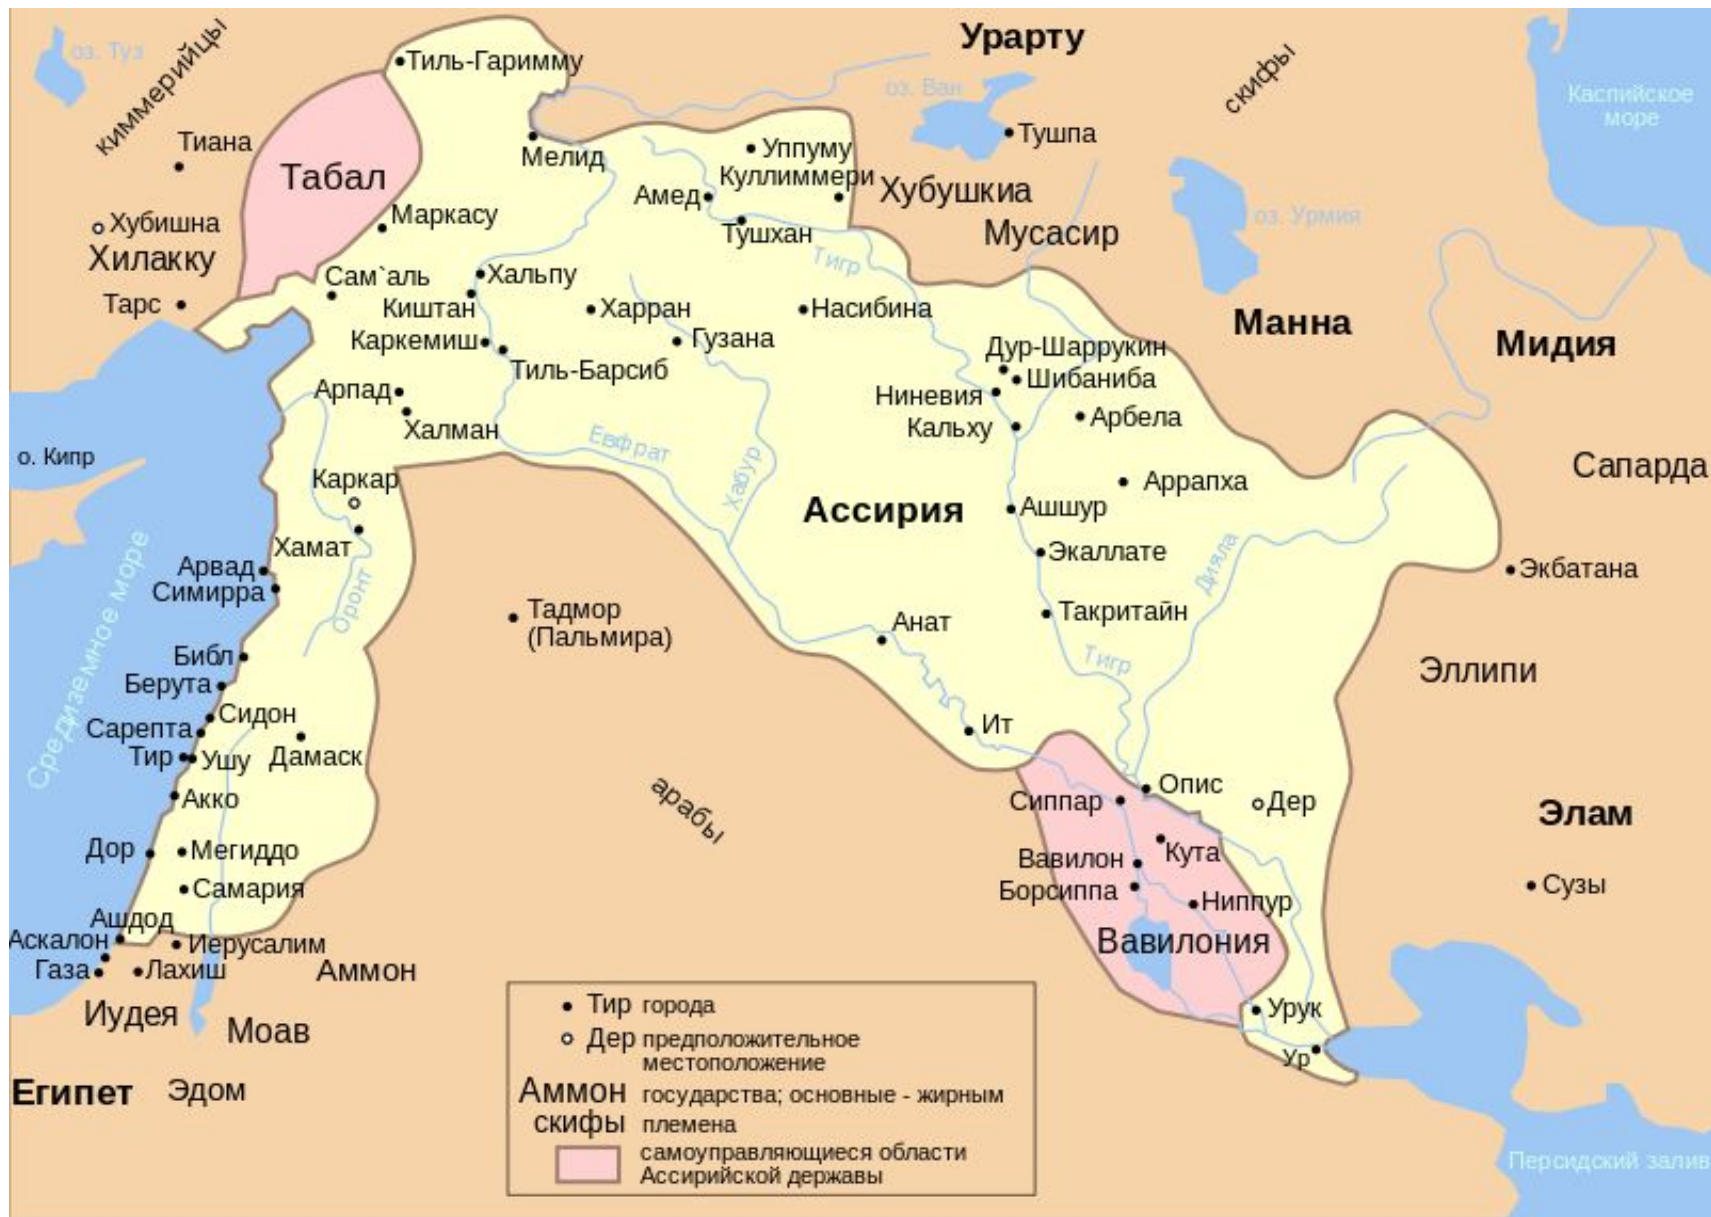 оз. Туз
киммерийцы
Тиль-Гаримму
Урарту
оз. Ван
скифы
Каспийское
море
Тиана
Табал
Мелид
Уппуму
Куллиммери
Тушпа
Амед
Хубушкиа
Маркасу
Хубишна
Хилакку
Тушхан
Мусасир
оз. Урмия
Тигр
Сам`аль
Хальпу
Тарс
Киштан
Харран
Насибина
Манна
Мидия
Каркемиш
Гузана
Дур-Шаррукин
Тиль-Барсиб
Шибаниба
Арпад
Ниневия
Арбела
Халман
Кальху
Евфрат
о. Кипр
Сапарда
Каркар
Хабур
Аррапха
Ассирия
Ашшур
Хамат
Экаллате
Дияла
Арвад
Симирра
Экбатана
Оронт
Средиземное море
Тадмор
(Пальмира)
Анат
Такритайн
Библ
Тигр
Эллипи
Берута
Сидон
Сарепта
Ит
Тир
Ушу
Дамаск
Акко
арабы
Сиппар
Опис
Дер
Элам
Дор
Мегиддо
Вавилон
Кута
Самария
Борсиппа
Ниппур
Сузы
Ашдод
Аскалон
Иерусалим
Вавилония
Газа
Лахиш
Аммон
Иудея
Моав
Урук
Ур
Египет
Эдом
Тир города
Дер предположительное
местоположение
Аммон государства; основные - жирным
скифы племена
самоуправляющиеся области
Ассирийской державы
Персидский залив